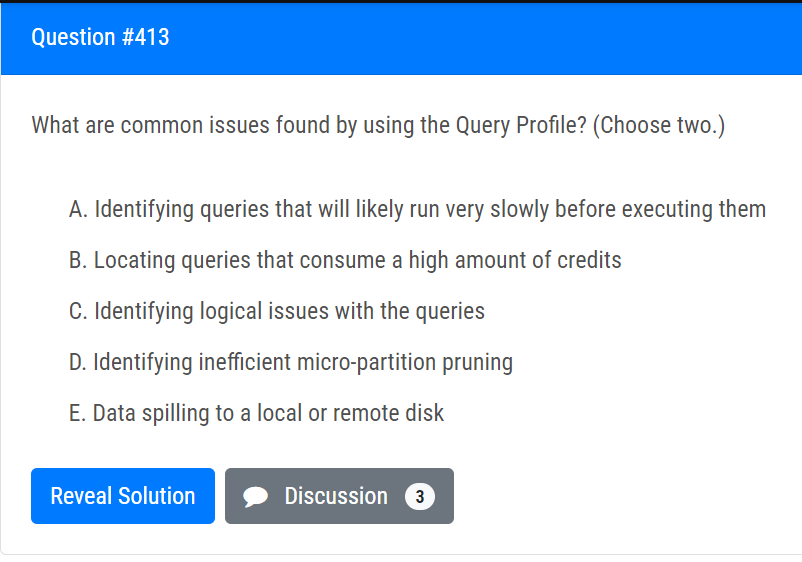 Question #413
What are common issues found by using the Query Profile? (Choose two.)
A. Identifying queries that will likely run very slowly before executing them
B. Locating queries that consume a high amount of credits
C. Identifying logical issues with the queries
D. Identifying inefficient micro-partition pruning
E. Data spilling to a local or remote disk
Reveal Solution Discussion 3